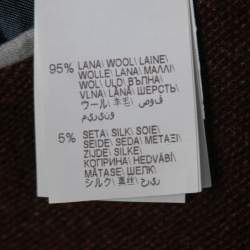 95% LANA\ WOOL\ LAINE\
WOLLE\ LANA\ ΜΑΛΛΙ\
WOL\ ULD\ ВЪЛНА\
VLNA\ LÂNĂ\ ШЕРСТЬ\
ウール\ 羊毛\ صوف\
5% SETA\ SILK\ SOIE\
SEIDE\ SEDA\ ΜΕΤΑΞΙ\
ZIJDE\ SILKE\
КОПРИНА\ HEDVÁBÍ\
MĂTASE\ ШЕЛК\
シルク\ 真丝\ حرير\